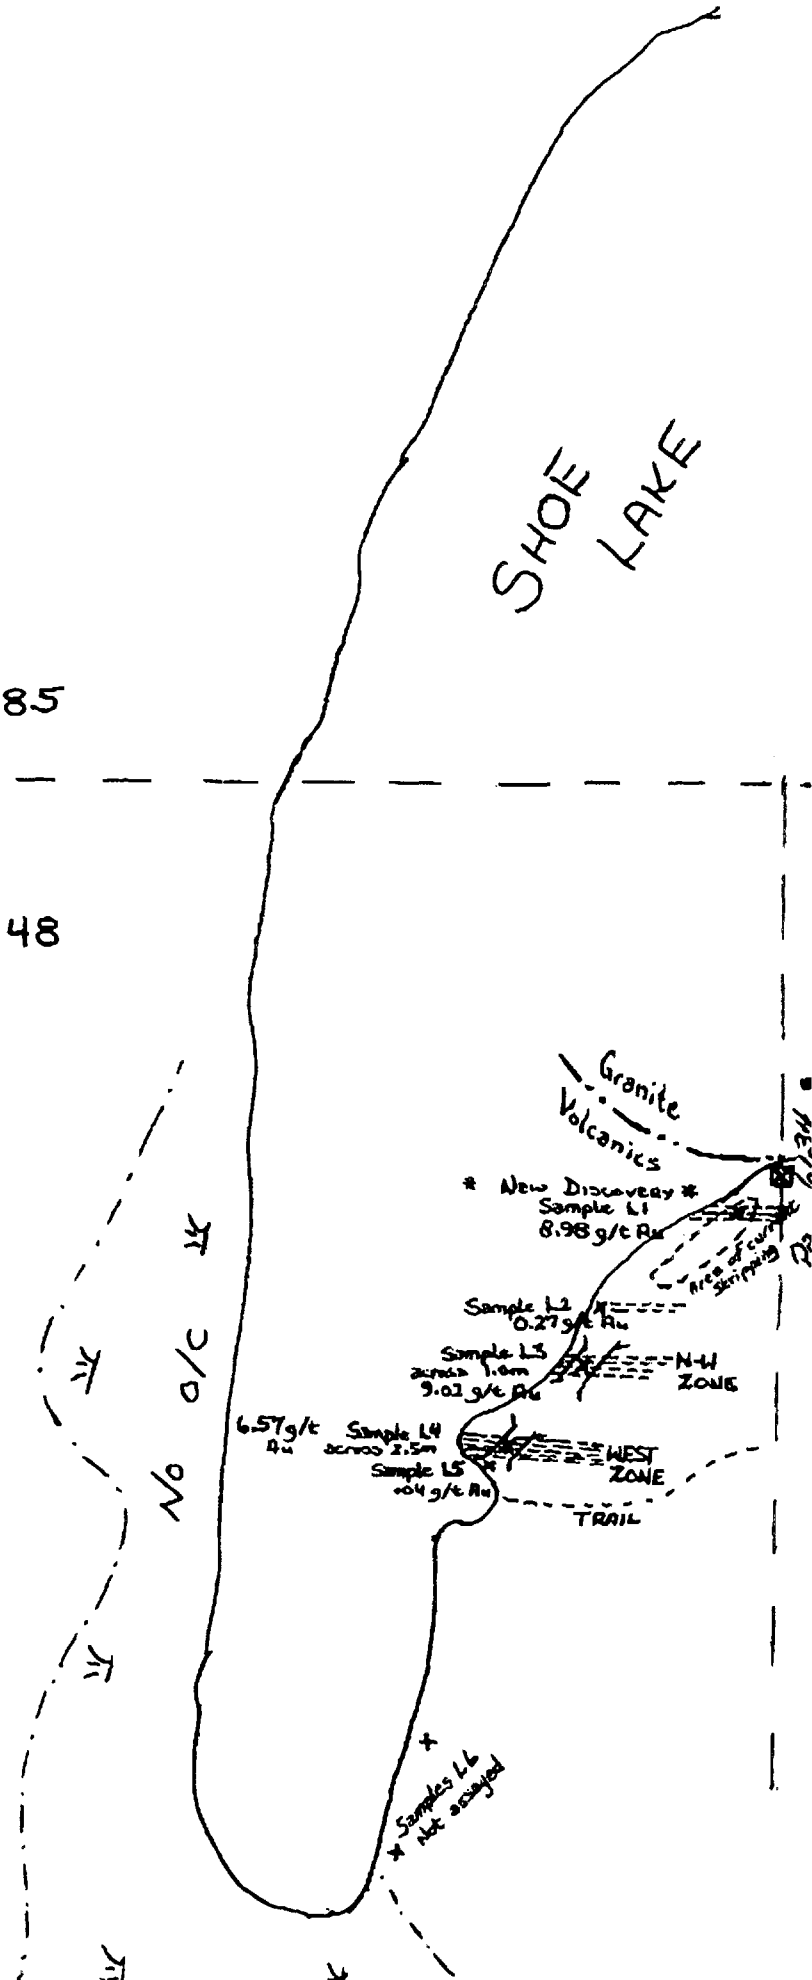 SHOE
LAKE
85
48
Granite
Volcanics
* New Discovery *
Sample L1
8.98 g/t Au
Area of
Stripping
Sample L2
0.27 g/t Au
Sample L3
across 1.0m
9.02 g/t Au
N-W
ZONE
6.57 g/t
Au
Sample L4
across 2.5m
Sample L5
.04 g/t Au
WEST
ZONE
TRAIL
No O/C
Samples L6
Not assayed